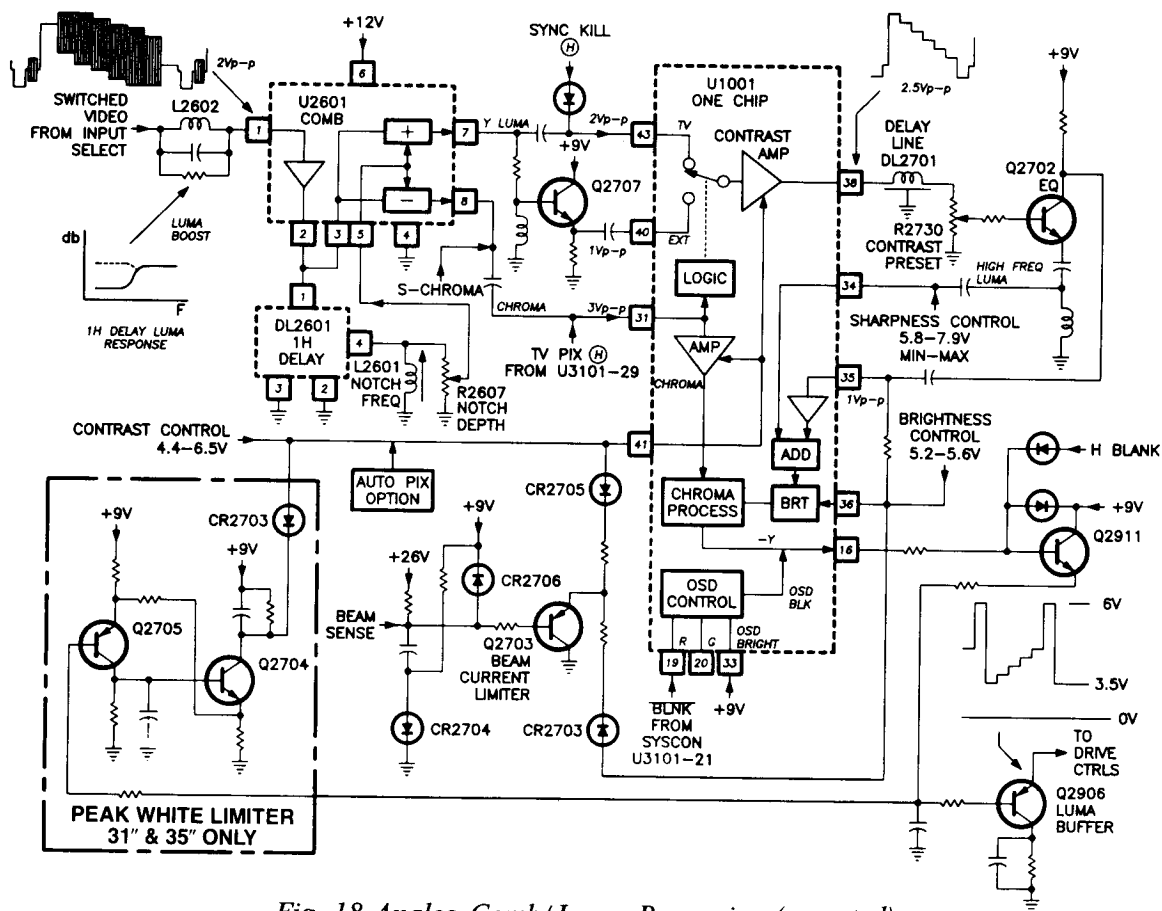 2Vp-p
SWITCHED
VIDEO
FROM INPUT
SELECT
L2602
1
LUMA
BOOST
db
F
1H DELAY LUMA
RESPONSE
+12V
6
U2601
COMB
+
−
7
8
2
3
5
4
Y LUMA
1
DL2601
1H
DELAY
4
3
2
L2601
NOTCH
FREQ
R2607
NOTCH
DEPTH
S-CHROMA
CHROMA
3Vp-p
TV PIX H
FROM U3101-29
SYNC KILL
H
2Vp-p
+9V
Q2707
1Vp-p
U1001
ONE CHIP
43
TV
CONTRAST
AMP
40
EXT
LOGIC
31
AMP
CHROMA
41
ADD
CHROMA
PROCESS
BRT
-Y
OSD
CONTROL
OSD
BLK
R
G
OSD
BRIGHT
19
20
33
BLNK
FROM
SYSCON
U3101-21
+9V
38
34
35
1Vp-p
36
16
2.5Vp-p
DELAY
LINE
DL2701
+9V
Q2702
EQ
R2730
CONTRAST
PRESET
HIGH FREQ
LUMA
SHARPNESS CONTROL
5.8–7.9V
MIN–MAX
BRIGHTNESS
CONTROL
5.2–5.6V
H BLANK
+9V
Q2911
6V
3.5V
0V
TO
DRIVE
CTRLS
Q2906
LUMA
BUFFER
CONTRAST CONTROL
4.4–6.5V
AUTO PIX
OPTION
CR2705
+9V
+26V
CR2706
BEAM
SENSE
Q2703
BEAM
CURRENT
LIMITER
CR2704
CR2703
CR2703
+9V
+9V
Q2705
Q2704
PEAK WHITE LIMITER
31" & 35" ONLY